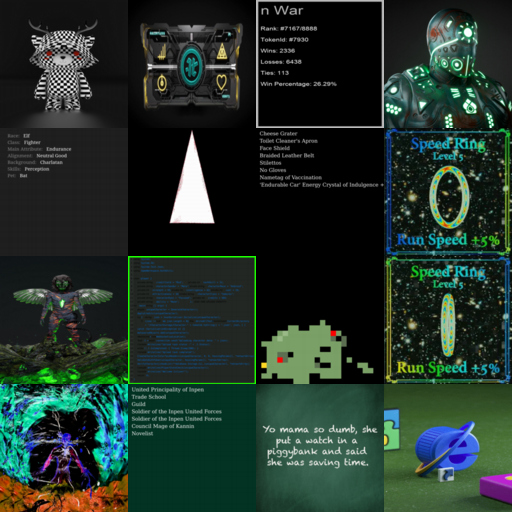 n War
Rank: #7167/8888
TokenId: #7930
Wins: 2336
Losses: 6438
Ties: 113
Win Percentage: 26.29%
Race: Elf
Class: Fighter
Main Attribute: Endurance
Alignment: Neutral Good
Background: Charlatan
Skills: Perception
Pet: Bat
Cheese Grater
Toilet Cleaner's Apron
Face Shield
Braided Leather Belt
Stilettos
No Gloves
Nametag of Vaccination
'Endurable Car' Energy Crystal of Indulgence +
Speed Ring
Level 5
Run Speed +5%
Speed Ring
Level 5
Run Speed +5%
United Principality of Inpen
Trade School
Guild
Soldier of the Inpen United Forces
Soldier of the Inpen United Forces
Council Mage of Kannin
Novelist
Yo mama so dumb, she
put a watch in a
piggybank and said
she was saving time.